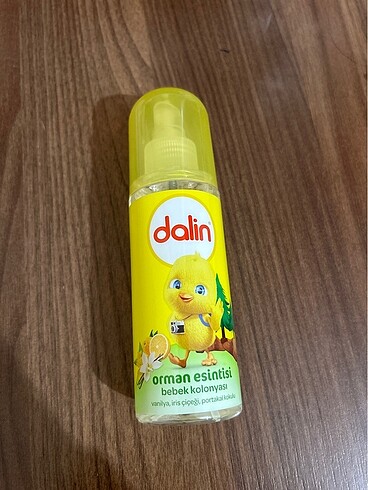 dalin
orman esintisi
bebek kolonyası
vanilya, iris çiçeği, portakal kokulu